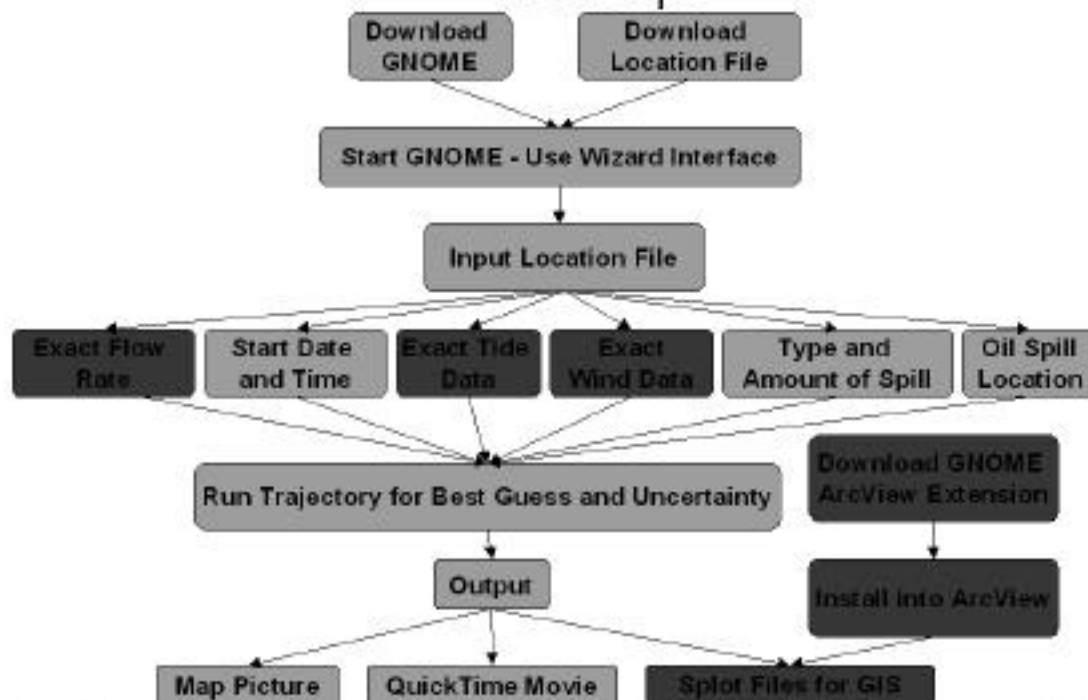 Download
GNOME
Download
Location File
Start GNOME - Use Wizard Interface
Input Location File
Exact Flow
Rate
Start Date
and Time
Exact Tide
Data
Exact
Wind Data
Type and
Amount of Spill
Oil Spill
Location
Run Trajectory for Best Guess and Uncertainty
Download GNOME
ArcView Extension
Output
Install into ArcView
Map Picture
QuickTime Movie
Splot Files for GIS